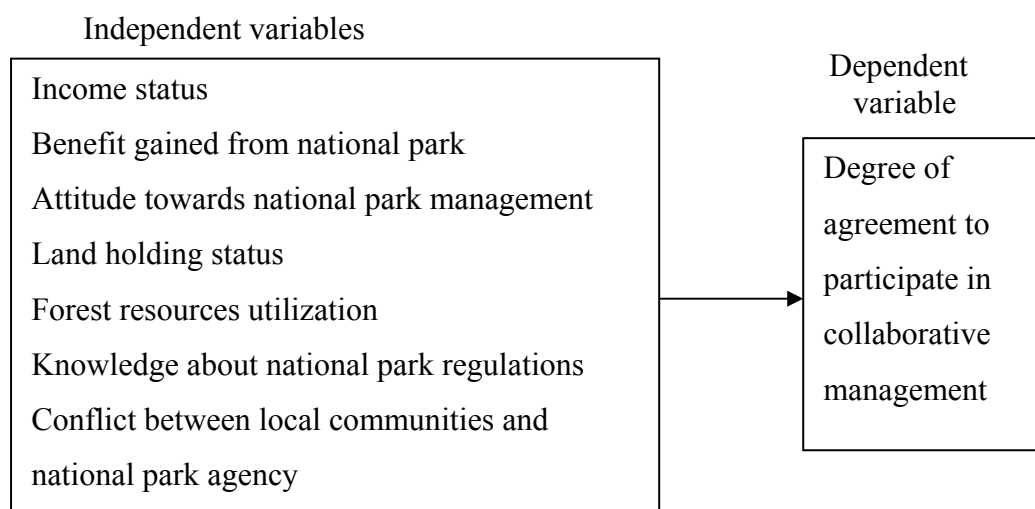 Independent variables
Income status
Benefit gained from national park
Attitude towards national park management
Land holding status
Forest resources utilization
Knowledge about national park regulations
Conflict between local communities and
national park agency
Dependent
variable
Degree of
agreement to
participate in
collaborative
management